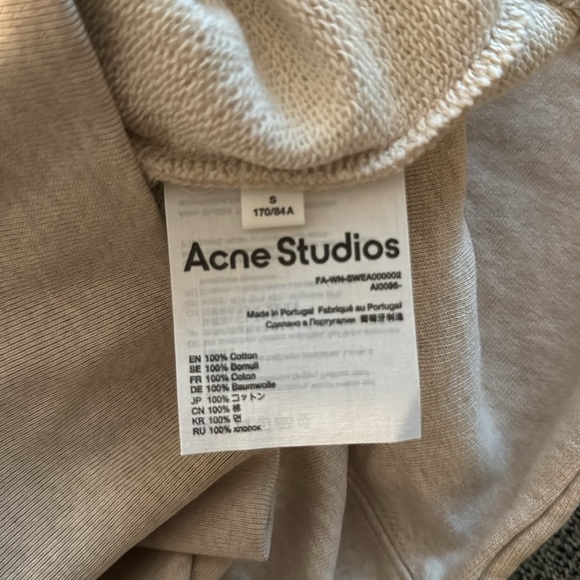 S
170/84A
Acne Studios
FA-WN-SWEA000002
AI0096-
Made in Portugal Fabriqué au Portugal
Сделано в Португалии 葡萄牙制造
EN 100% Cotton
SE 100% Bomull
FR 100% Coton
DE 100% Baumwolle
JP 100% コットン
CN 100% 棉
KR 100% 면
RU 100% хлопок